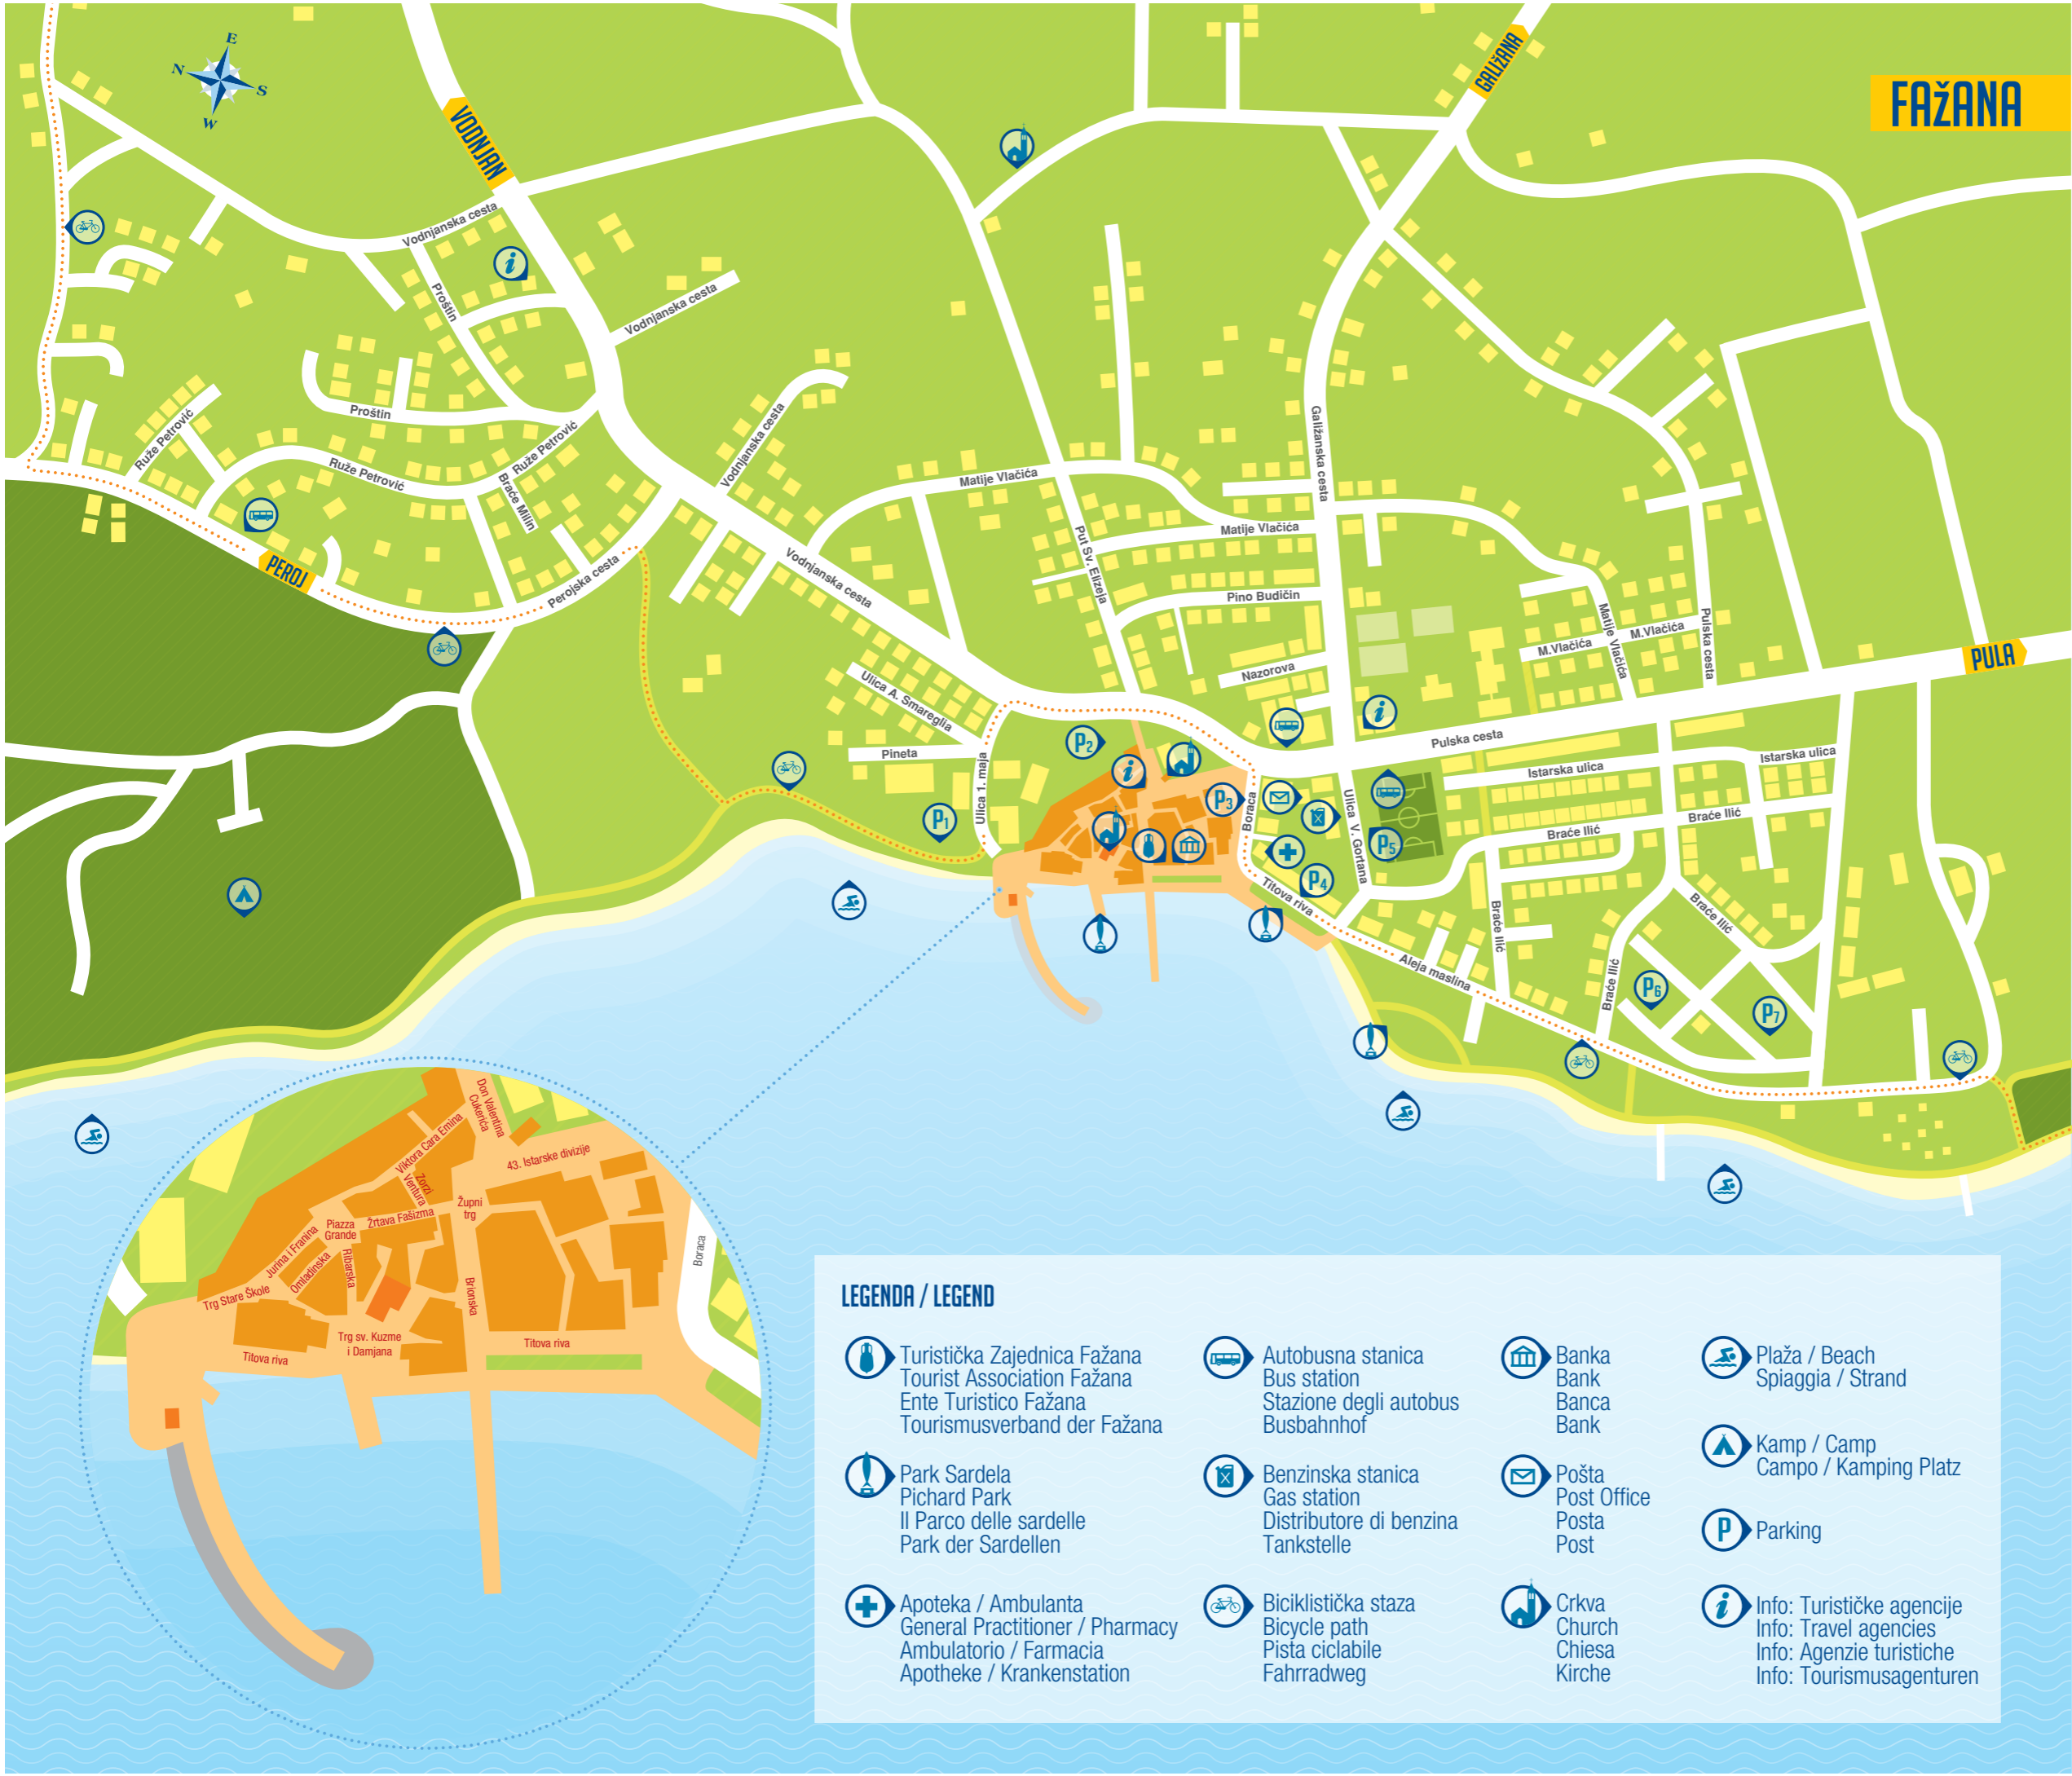 FAŽANA
E
N
S
W
VODNJAN
GALIŽANA
PEROJ
PULA
Vodnjanska cesta
Proštin
Vodnjanska cesta
Proštin
Ruže Petrović
Ruže Petrović
Ruže Petrović
Braće Milin
Perojska cesta
Vodnjanska cesta
Vodnjanska cesta
Matije Vlačića
Put Sv. Elizeja
Galižanska cesta
Matije Vlačića
Pino Budičin
Nazorova
Matije Vlačića
M.Vlačića
M.Vlačića
Pulska cesta
Pulska cesta
Ulica A. Smareglia
Pineta
Ulica 1. maja
Boraca
Ulica V. Gortana
Titova riva
Aleja maslina
Istarska ulica
Istarska ulica
Braće Ilić
Braće Ilić
Braće Ilić
Braće Ilić
Braće Ilić
P1
P2
P3
P4
P5
P6
P7
i
i
i
Don Valentina
Cukerića
Viktora Cara Emina
43. Istarske divizije
Zorzi
Ventura
Župni
trg
Piazza
Grande
Žrtava Fašizma
Jurina i Franina
Omladinska
Ribarska
Trg Stare Škole
Brionska
Boraca
Trg sv. Kuzme
i Damjana
Titova riva
Titova riva
LEGENDA / LEGEND
Turistička Zajednica Fažana
Tourist Association Fažana
Ente Turistico Fažana
Tourismusverband der Fažana
Park Sardela
Pichard Park
Il Parco delle sardelle
Park der Sardellen
Apoteka / Ambulanta
General Practitioner / Pharmacy
Ambulatorio / Farmacia
Apotheke / Krankenstation
Autobusna stanica
Bus station
Stazione degli autobus
Busbahnhof
Benzinska stanica
Gas station
Distributore di benzina
Tankstelle
Biciklistička staza
Bicycle path
Pista ciclabile
Fahrradweg
Banka
Bank
Banca
Bank
Pošta
Post Office
Posta
Post
Crkva
Church
Chiesa
Kirche
Plaža / Beach
Spiaggia / Strand
Kamp / Camp
Campo / Kamping Platz
P
Parking
i
Info: Turističke agencije
Info: Travel agencies
Info: Agenzie turistiche
Info: Tourismusagenturen